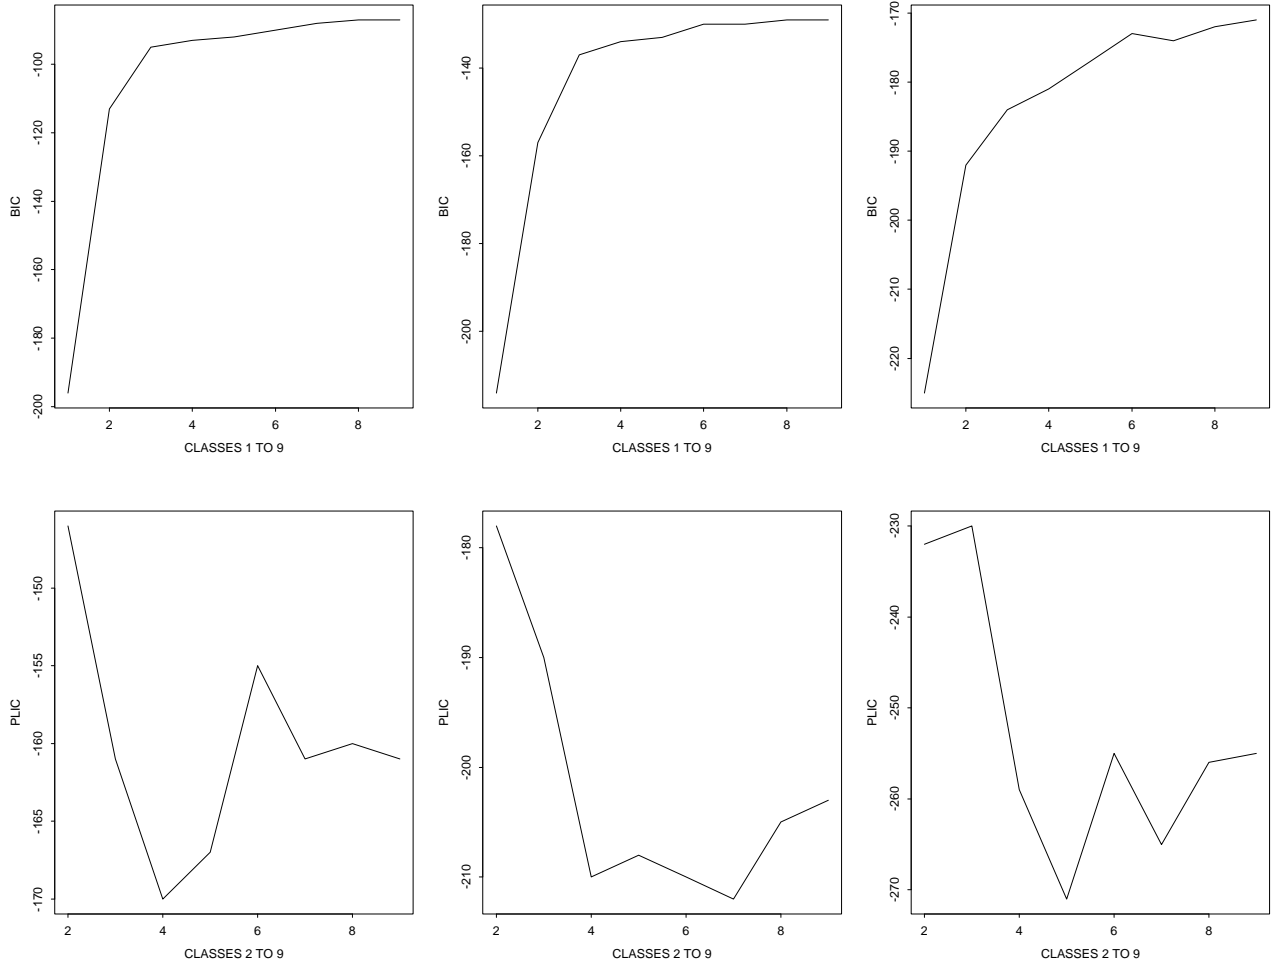 BIC
-200 -180 -160 -140 -120 -100
2 4 6 8
CLASSES 1 TO 9
BIC
-200 -180 -160 -140
2 4 6 8
CLASSES 1 TO 9
BIC
-220 -210 -200 -190 -180 -170
2 4 6 8
CLASSES 1 TO 9
PLIC
-170 -165 -160 -155 -150
2 4 6 8
CLASSES 2 TO 9
PLIC
-210 -200 -190 -180
2 4 6 8
CLASSES 2 TO 9
PLIC
-270 -260 -250 -240 -230
2 4 6 8
CLASSES 2 TO 9